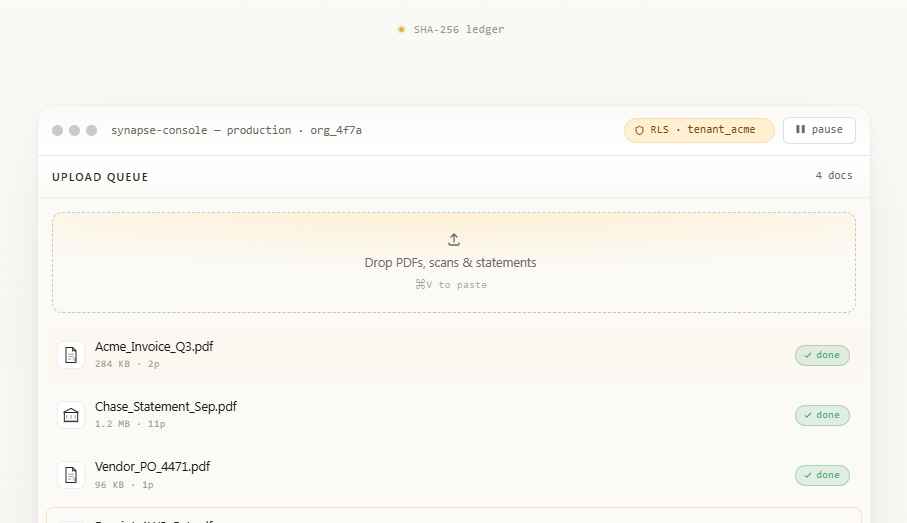 SHA-256 ledger
synapse-console — production · org_4f7a
RLS · tenant_acme
pause
UPLOAD QUEUE
4 docs
Drop PDFs, scans & statements
⌘V to paste
Acme_Invoice_Q3.pdf
284 KB · 2p
done
Chase_Statement_Sep.pdf
1.2 MB · 11p
done
Vendor_PO_4471.pdf
96 KB · 1p
done